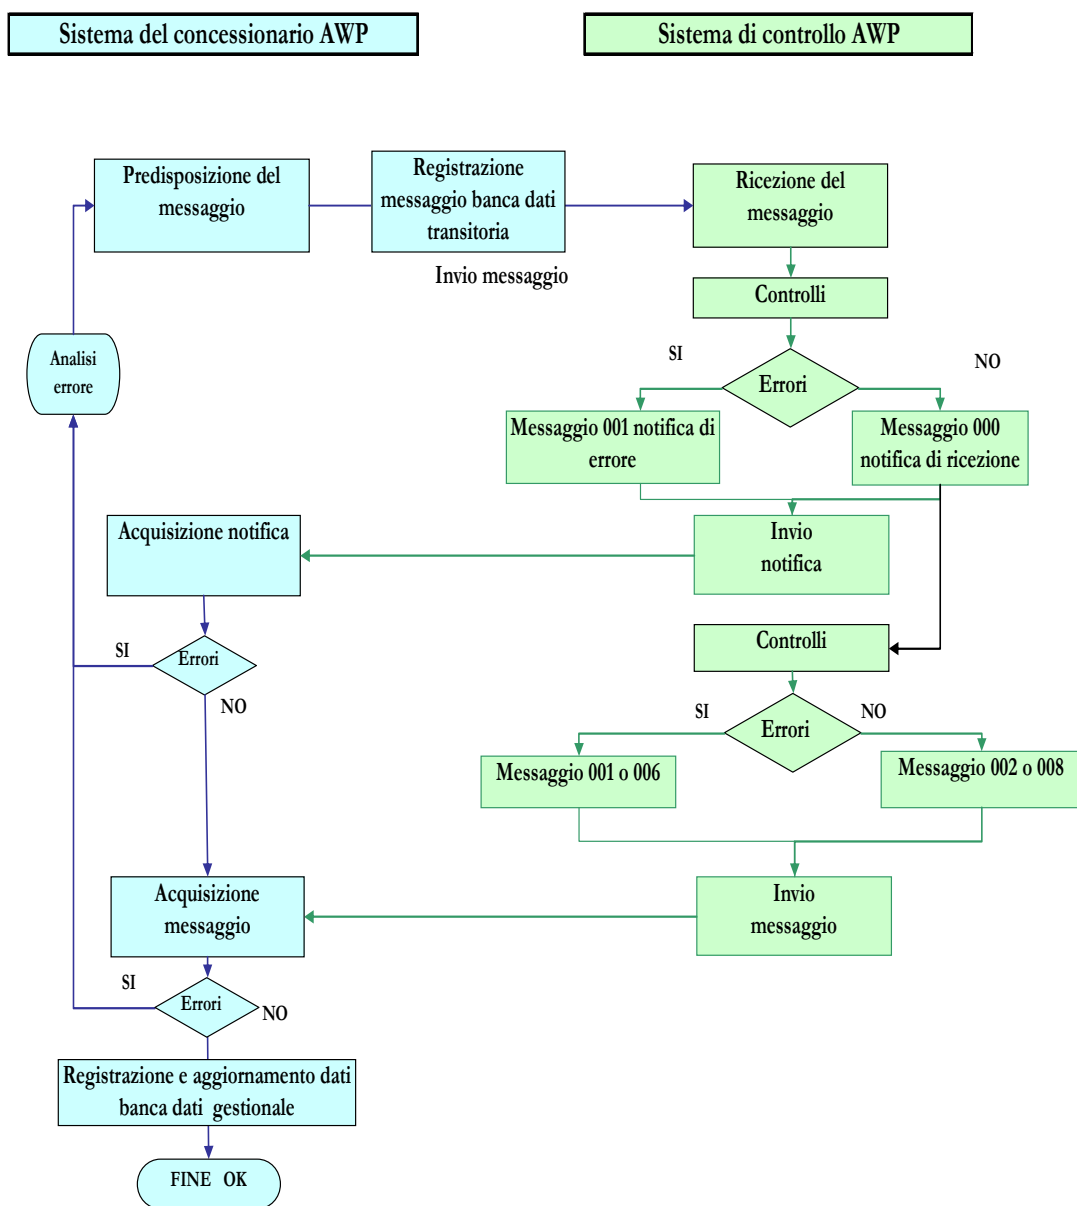 Sistema del concessionario AWP
Sistema di controllo AWP
Predisposizione del
messaggio
Registrazione
messaggio banca dati
transitoria
Ricezione del
messaggio
Invio messaggio
Controlli
Analisi
errore
SI
Errori
NO
Messaggio 001 notifica di
errore
Messaggio 000
notifica di ricezione
Acquisizione notifica
Invio
notifica
Controlli
SI
Errori
NO
SI
Errori
NO
Messaggio 001 o 006
Messaggio 002 o 008
Acquisizione
messaggio
Invio
messaggio
SI
Errori
NO
Registrazione e aggiornamento dati
banca dati gestionale
FINE OK